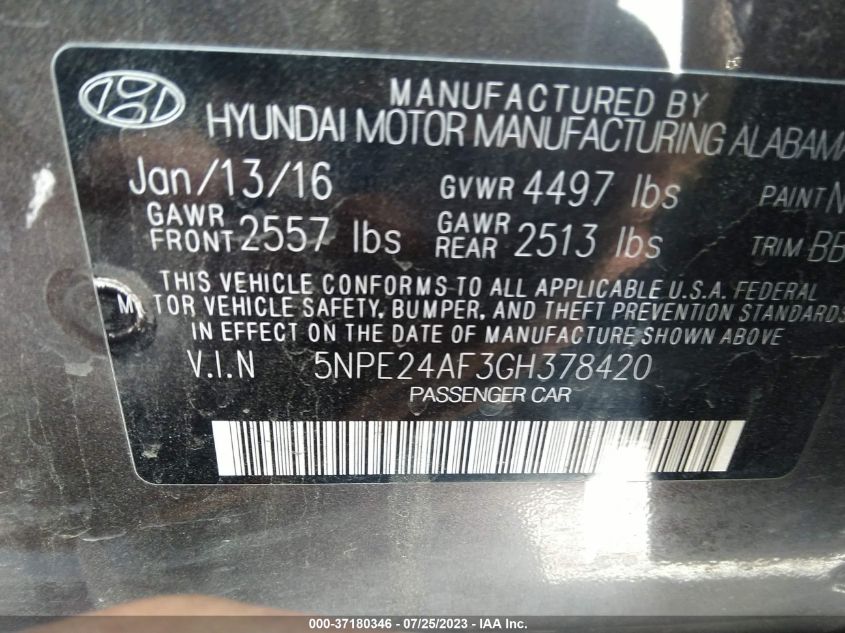 MANUFACTURED BY
HYUNDAI MOTOR MANUFACTURING ALABAMA
Jan/13/16 GVWR 4497 lbs PAINT N
GAWR FRONT 2557 lbs GAWR REAR 2513 lbs TRIM BB
THIS VEHICLE CONFORMS TO ALL APPLICABLE U.S.A. FEDERAL
M TOR VEHICLE SAFETY, BUMPER, AND THEFT PREVENTION STANDARDS
IN EFFECT ON THE DATE OF MANUFACTURE SHOWN ABOVE
V.I.N 5NPE24AF3GH378420
PASSENGER CAR
000-37180346 - 07/25/2023 - IAA Inc.